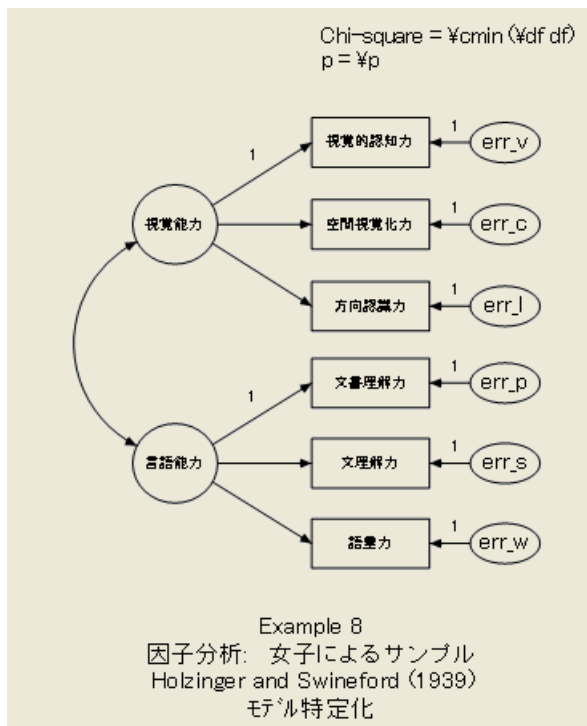 Chi-square = ¥cmin (¥df df)
p = ¥p
1
視覚的認知力
1
err_v
視覚能力
空間視覚化力
1
err_c
方向認識力
1
err_l
1
文書理解力
1
err_p
言語能力
文理解力
1
err_s
語彙力
1
err_w
Example 8
因子分析: 女子によるサンプル
Holzinger and Swineford (1939)
モデル特定化